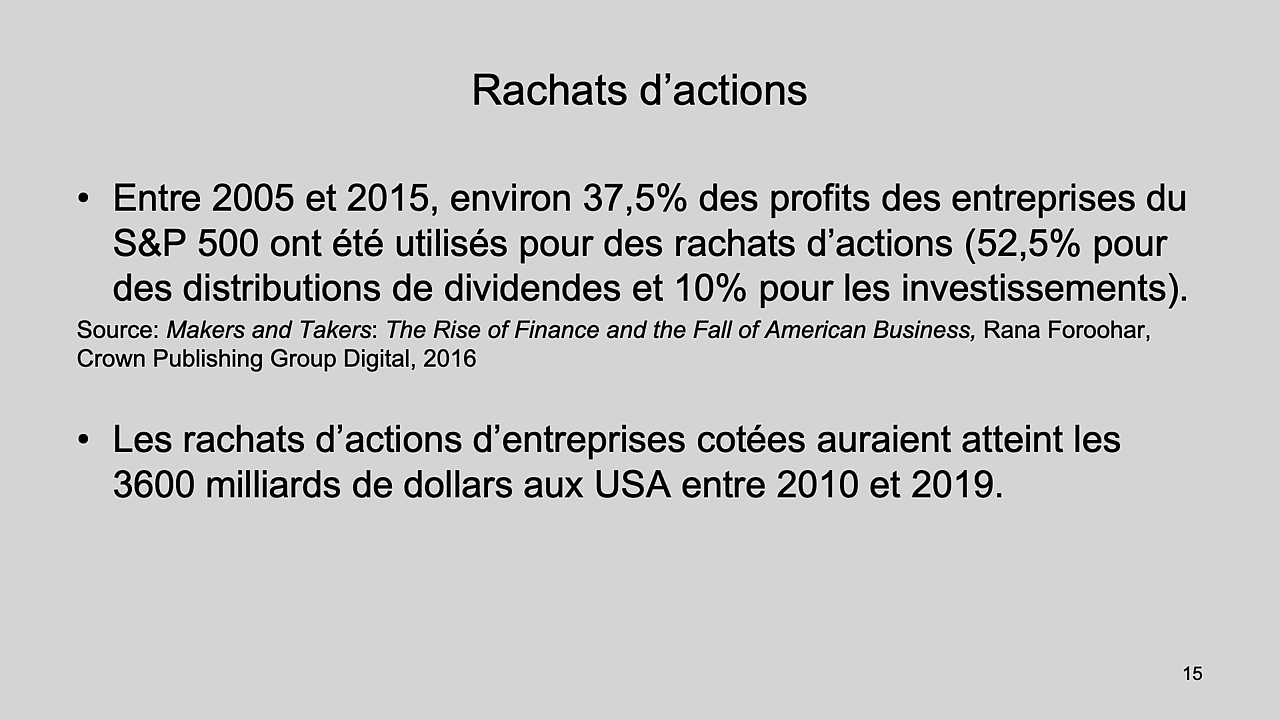 Rachats d’actions
• Entre 2005 et 2015, environ 37,5% des profits des entreprises du
S&P 500 ont été utilisés pour des rachats d’actions (52,5% pour
des distributions de dividendes et 10% pour les investissements).
Source: Makers and Takers: The Rise of Finance and the Fall of American Business, Rana Foroohar,
Crown Publishing Group Digital, 2016
• Les rachats d’actions d’entreprises cotées auraient atteint les
3600 milliards de dollars aux USA entre 2010 et 2019.
15